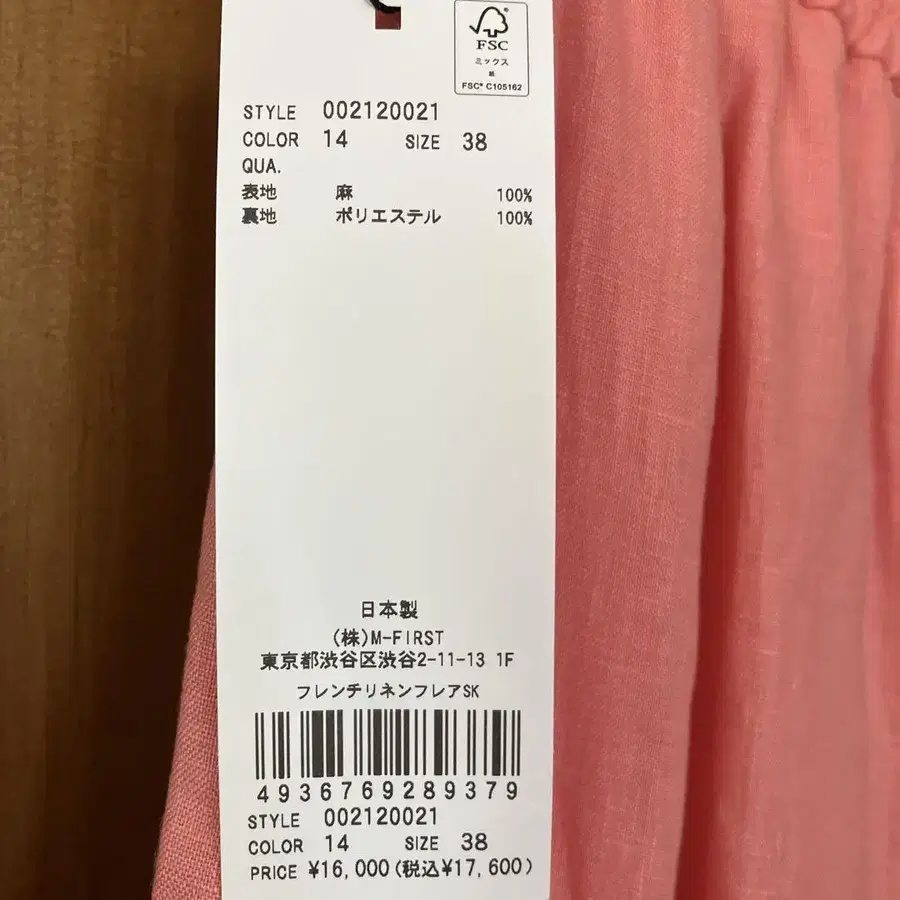 FSC
ミックス
紙
FSC® C105162
STYLE 002120021
COLOR 14 SIZE 38
QUA.
表地 麻 100%
裏地 ポリエステル 100%
日本製
(株)M-FIRST
東京都渋谷区渋谷2-11-13 1F
フレンチリネンフレアSK
4936769289379
STYLE 002120021
COLOR 14 SIZE 38
PRICE ¥16,000(税込¥17,600)